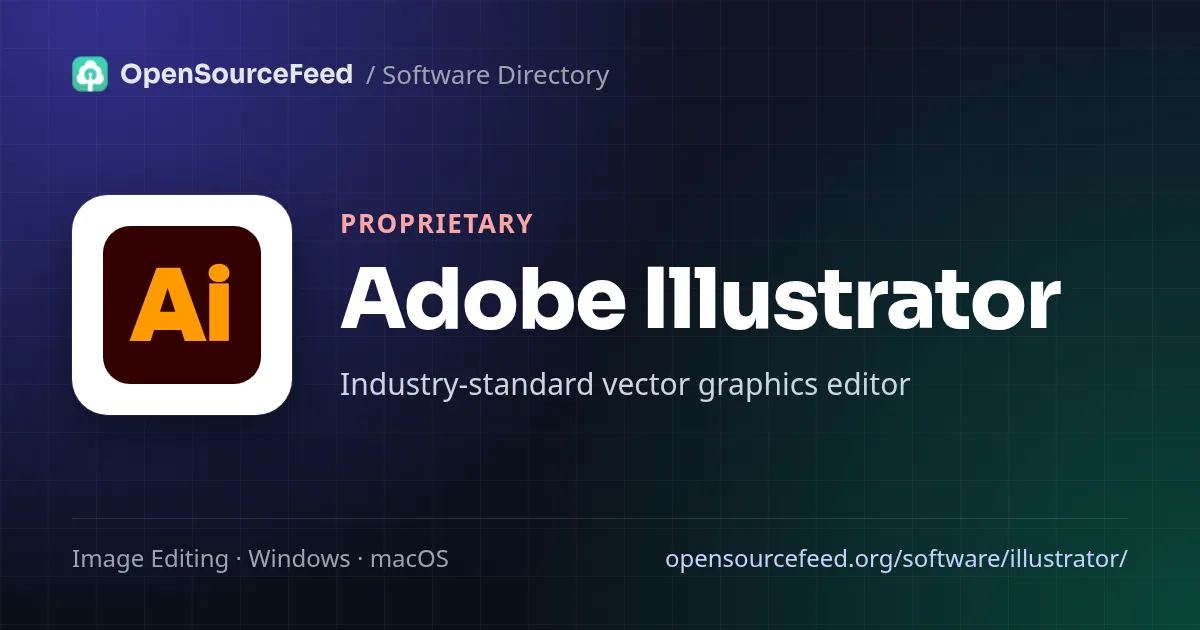 OpenSourceFeed / Software Directory
Ai
PROPRIETARY
Adobe Illustrator
Industry-standard vector graphics editor
Image Editing · Windows · macOS
opensourcefeed.org/software/illustrator/